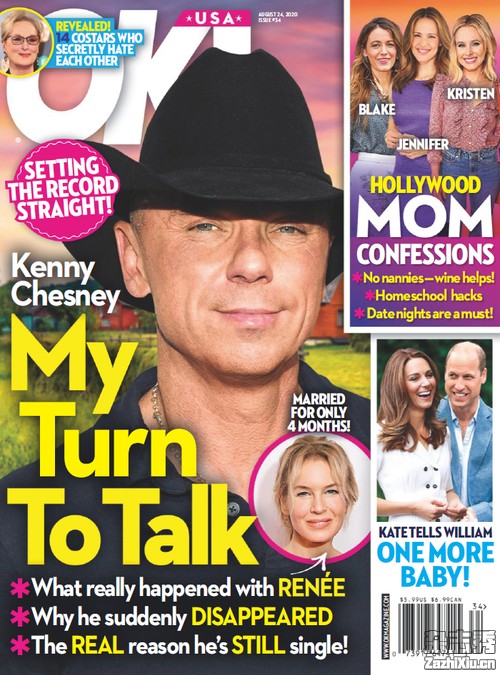 REVEALED!
14 COSTARS WHO
SECRETLY HATE
EACH OTHER
OK!
★USA★
AUGUST 24, 2020
ISSUE #34
SETTING
THE RECORD
STRAIGHT!
Kenny
Chesney
My
Turn
To Talk
MARRIED
FOR ONLY
4 MONTHS!
*What really happened with RENÉE
*Why he suddenly DISAPPEARED
*The REAL reason he's STILL single!
BLAKE
JENNIFER
KRISTEN
HOLLYWOOD
MOM
CONFESSIONS
*No nannies—wine helps!
*Homeschool hacks
*Date nights are a must!
KATE TELLS WILLIAM
ONE MORE
BABY!
$5.99US $6.99CAN
34>
WWW.OKMAGAZINE.COM
ZaZhiXiu.cn